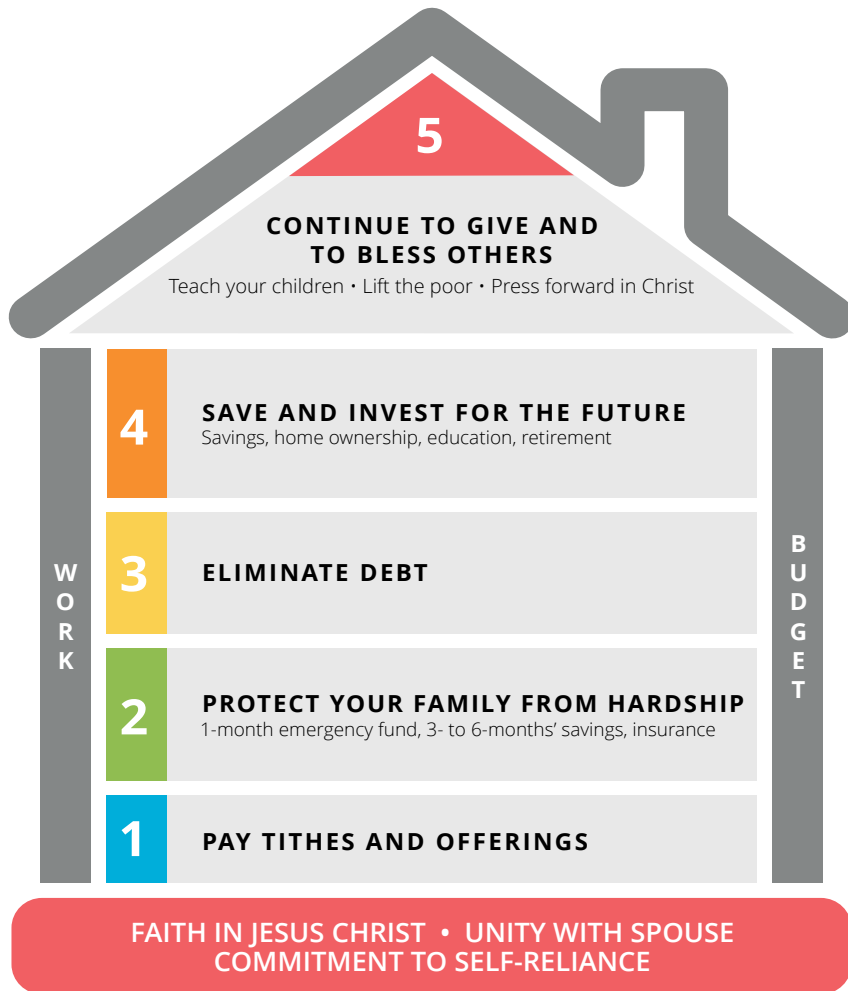 5
CONTINUE TO GIVE AND
TO BLESS OTHERS
Teach your children • Lift the poor • Press forward in Christ
4
SAVE AND INVEST FOR THE FUTURE
Savings, home ownership, education, retirement
3
ELIMINATE DEBT
2
PROTECT YOUR FAMILY FROM HARDSHIP
1-month emergency fund, 3- to 6-months’ savings, insurance
1
PAY TITHES AND OFFERINGS
WORK
BUDGET
FAITH IN JESUS CHRIST • UNITY WITH SPOUSE
COMMITMENT TO SELF-RELIANCE